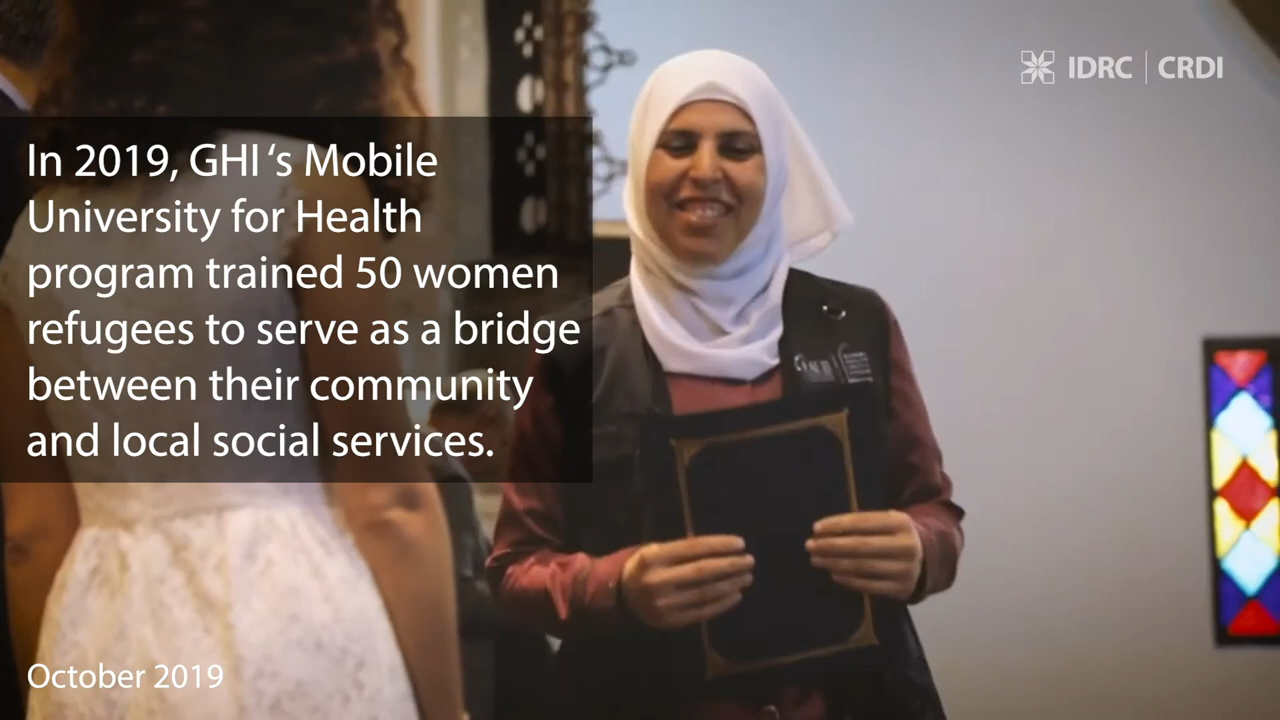 IDRC | CRDI
In 2019, GHI ‘s Mobile
University for Health
program trained 50 women
refugees to serve as a bridge
between their community
and local social services.
AUB
October 2019